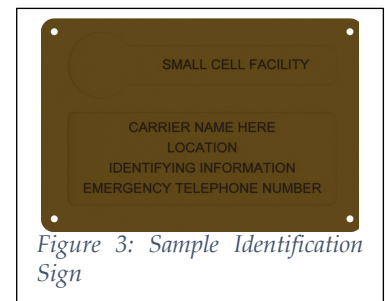 SMALL CELL FACILITY
CARRIER NAME HERE
LOCATION
IDENTIFYING INFORMATION
EMERGENCY TELEPHONE NUMBER
Figure 3: Sample Identification
Sign